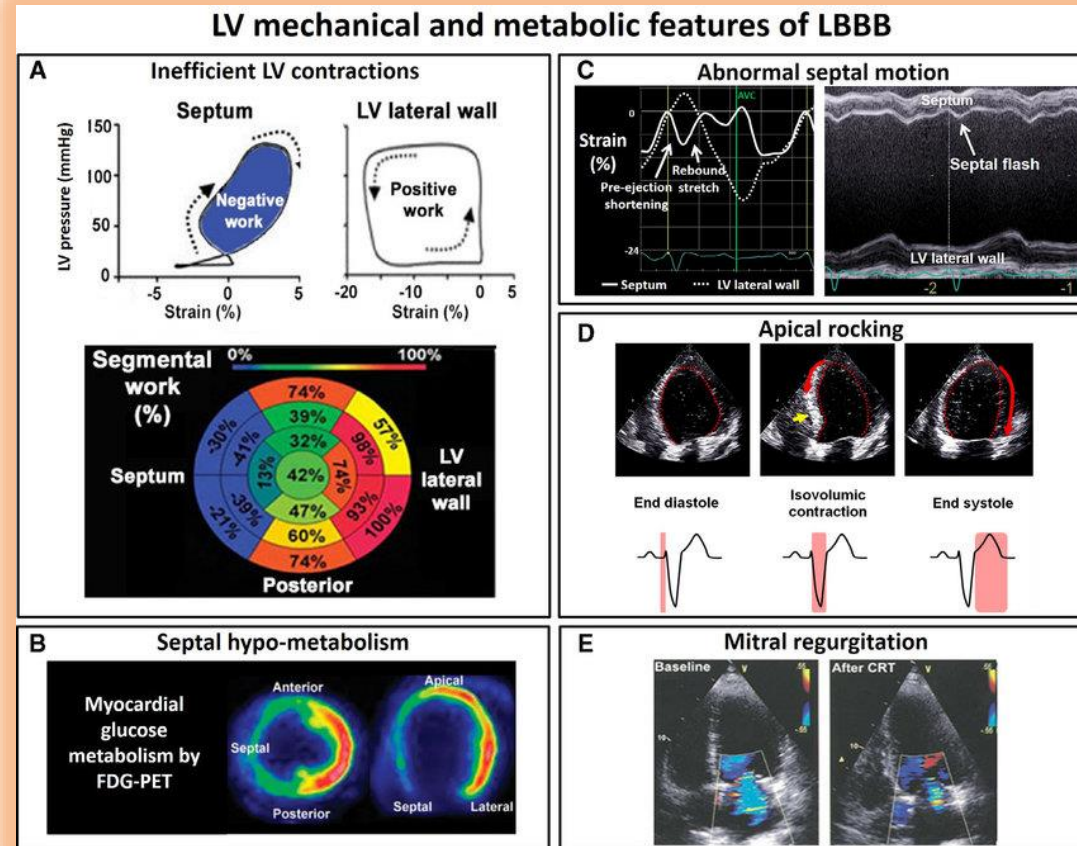 LV mechanical and metabolic features of LBBB
A
Inefficient LV contractions
Septum
LV lateral wall
LV pressure (mmHg)
150
100
50
0
Negative
work
Positive
work
-5 0 5
Strain (%)
-20 -15 -10 -5 0 5
Strain (%)
Segmental
work
(%)
0% 100%
74%
39%
32%
57%
98%
-30%
-41%
13%
42%
74%
-39%
-21%
93%
100%
47%
60%
74%
Septum
LV
lateral
wall
Posterior
B
Septal hypo-metabolism
Myocardial
glucose
metabolism by
FDG-PET
Anterior
Septal
Posterior
Apical
Septal
Lateral
C
Abnormal septal motion
AVC
0
Strain
(%)
Rebound
stretch
Pre-ejection
shortening
-24
Septum LV lateral wall
Septum
Septal flash
LV lateral wall
-2 -1
D
Apical rocking
End diastole
Isovolumic
contraction
End systole
E
Mitral regurgitation
Baseline
V
10
After CRT
V
10